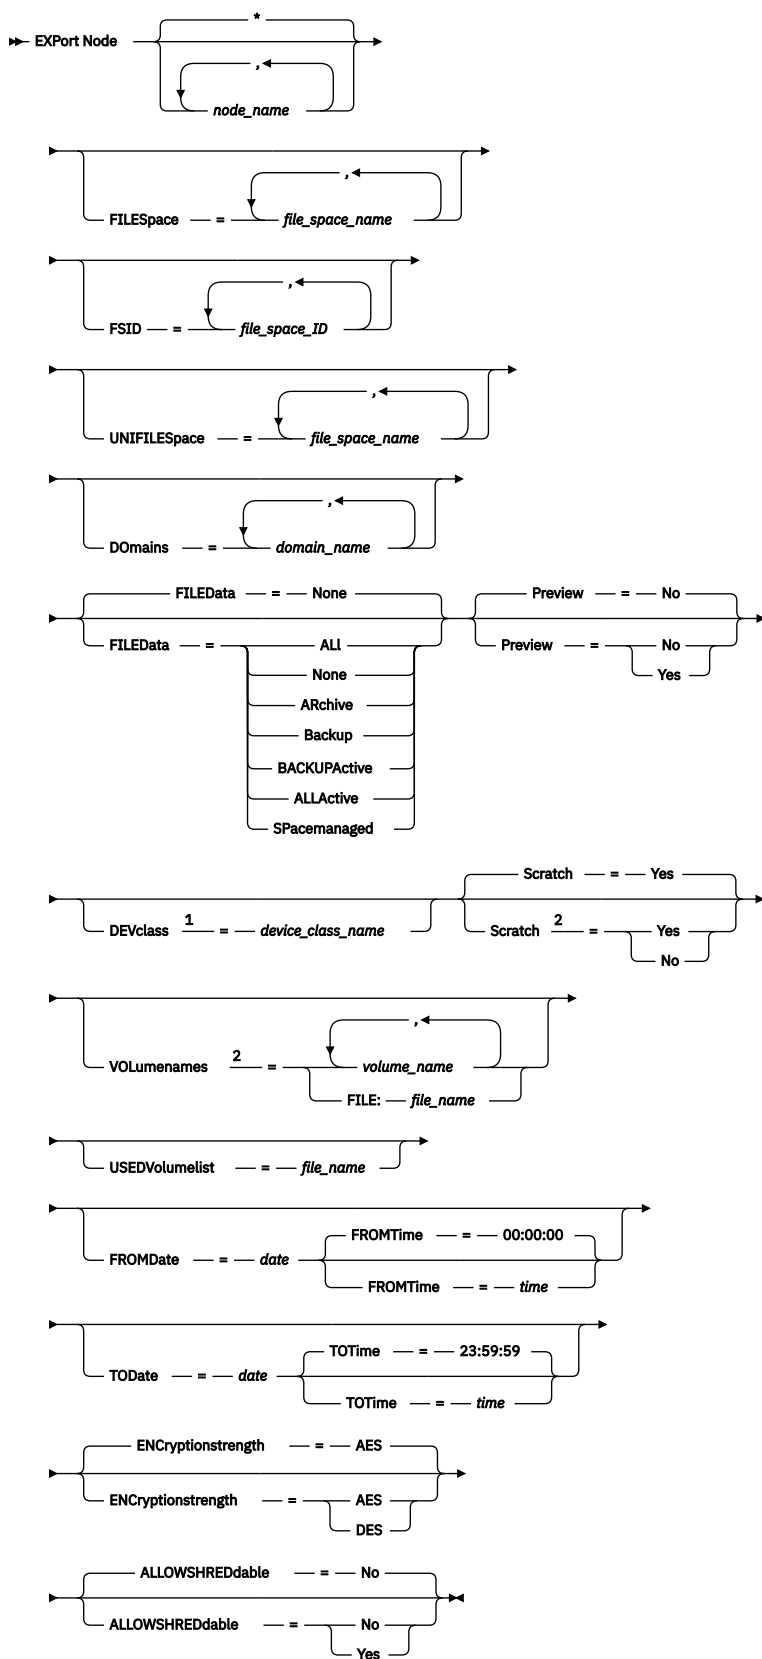 *
EXPort Node
,
node_name
,
FILESpace = file_space_name
,
FSID = file_space_ID
,
UNIFILESpace = file_space_name
,
DOmains = domain_name
FILEData = None Preview = No
FILEData = ALl Preview = No
None Yes
ARchive
Backup
BACKUPActive
ALLActive
SPacemanaged
Scratch = Yes
DEVclass 1 = device_class_name Scratch 2 = Yes
No
,
VOLumenames 2 = volume_name
FILE: file_name
USEDVolumelist = file_name
FROMTime = 00:00:00
FROMDate = date
FROMTime = time
TOTime = 23:59:59
TODate = date
TOTime = time
ENCryptionstrength = AES
ENCryptionstrength = AES
DES
ALLOWSHREDdable = No
ALLOWSHREDdable = No
Yes